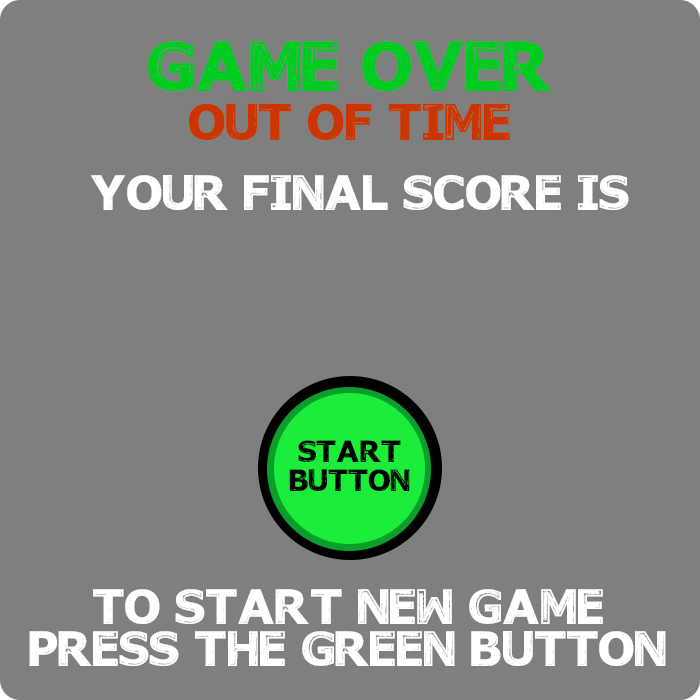 GAME OVER
OUT OF TIME
YOUR FINAL SCORE IS
START
BUTTON
TO START NEW GAME
PRESS THE GREEN BUTTON